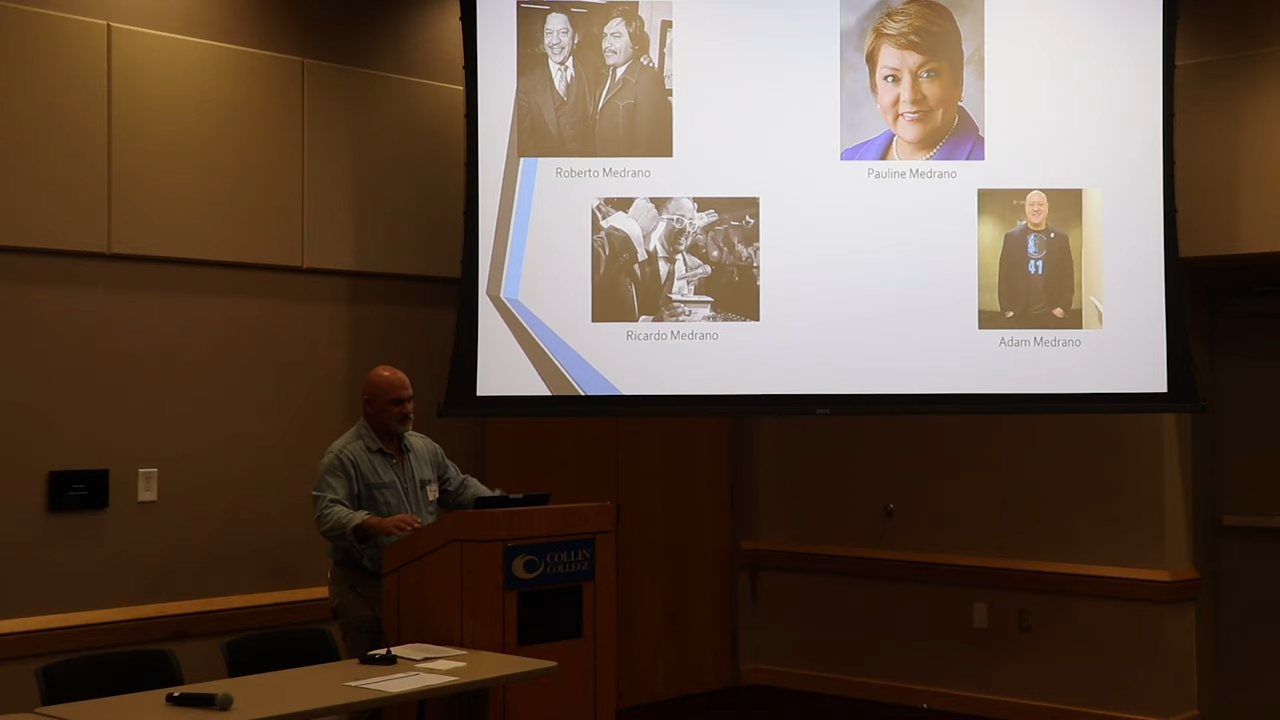 Roberto Medrano
Pauline Medrano
41
Ricardo Medrano
Adam Medrano
COLLIN
COLLEGE